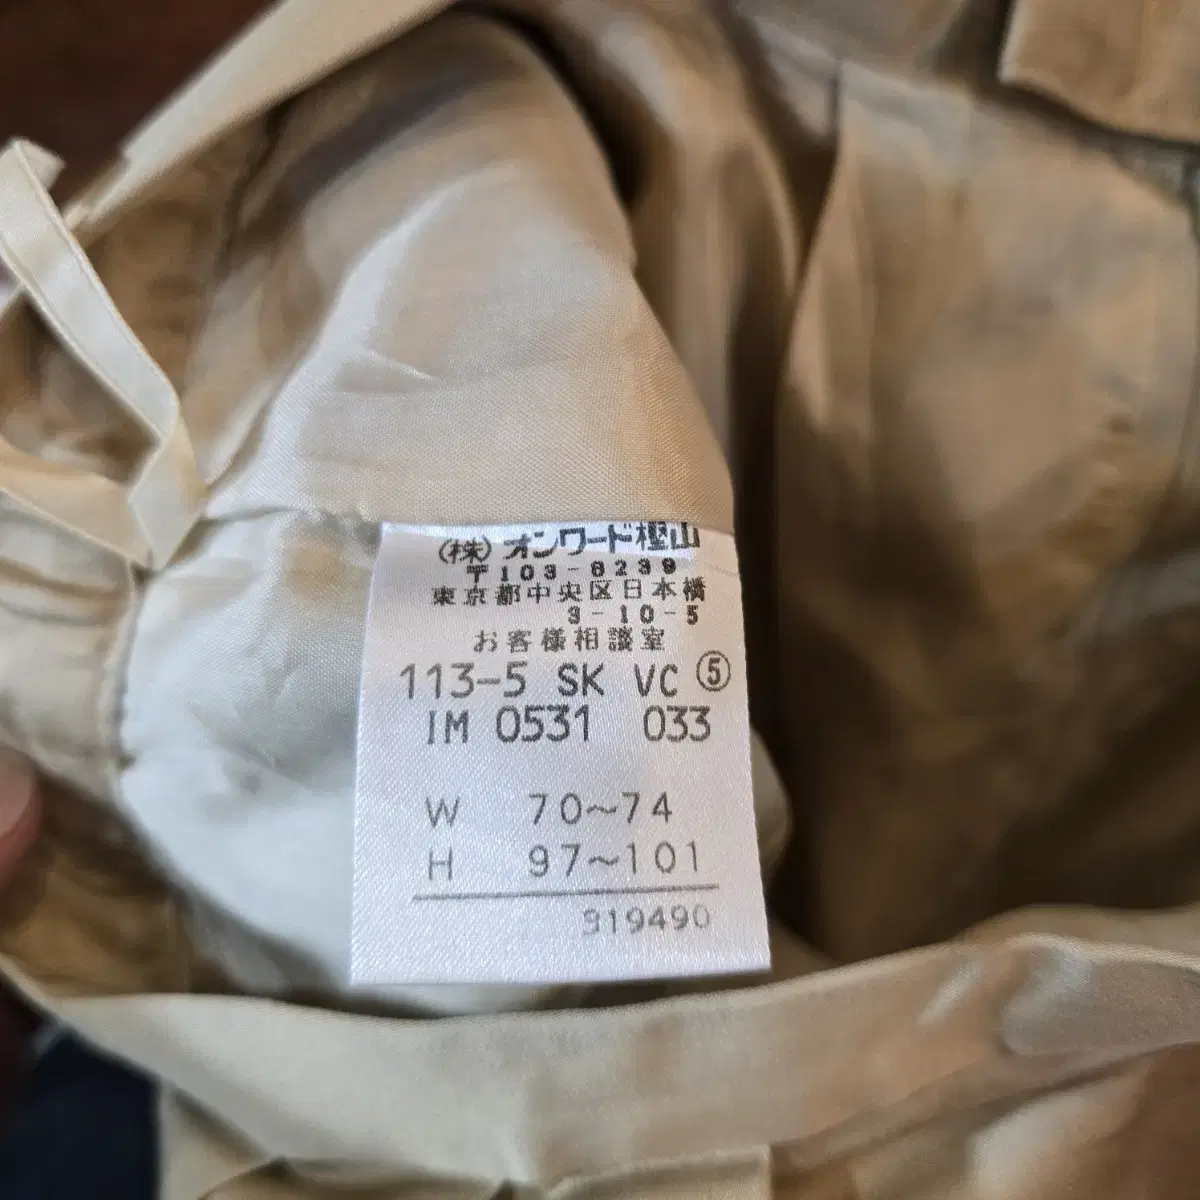 (株)オンワード樫山
〒103-8239
東京都中央区日本橋
3-10-5
お客様相談室
113-5 SK VC ⑤
IM 0531 033
W 70~74
H 97~101
319490